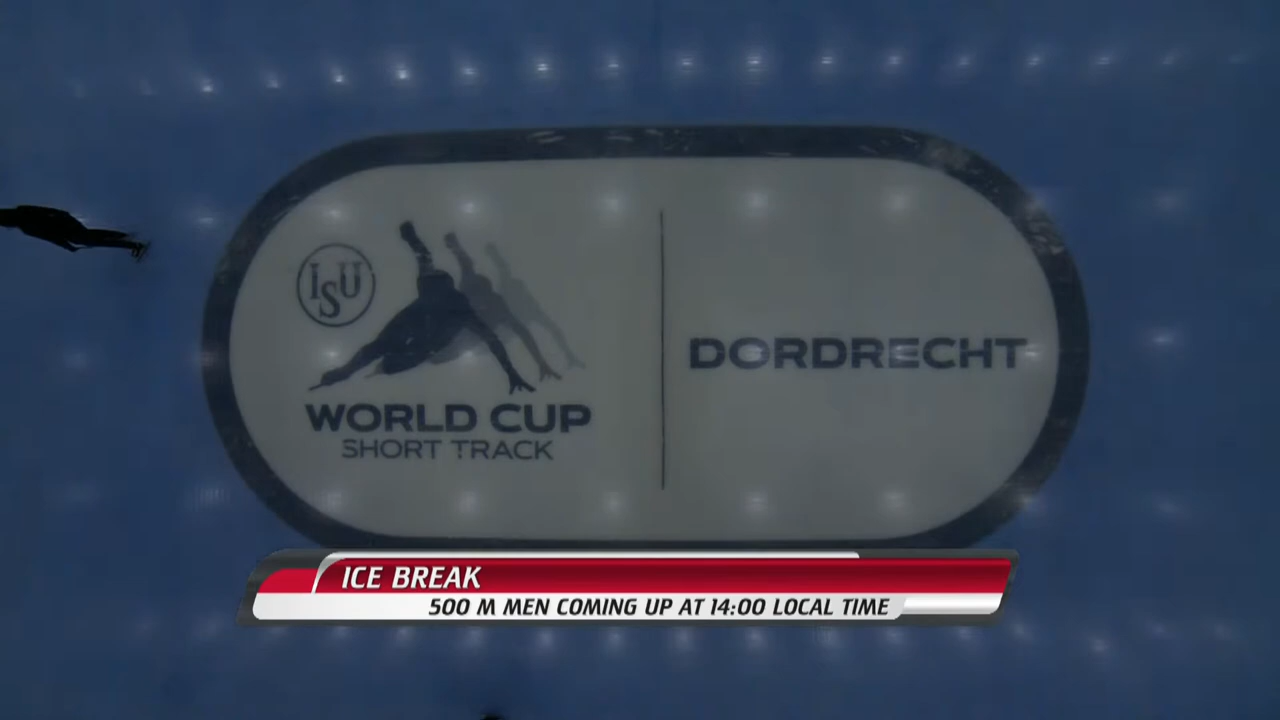 ISU
WORLD CUP
SHORT TRACK
DORDRECHT
ICE BREAK
500 M MEN COMING UP AT 14:00 LOCAL TIME